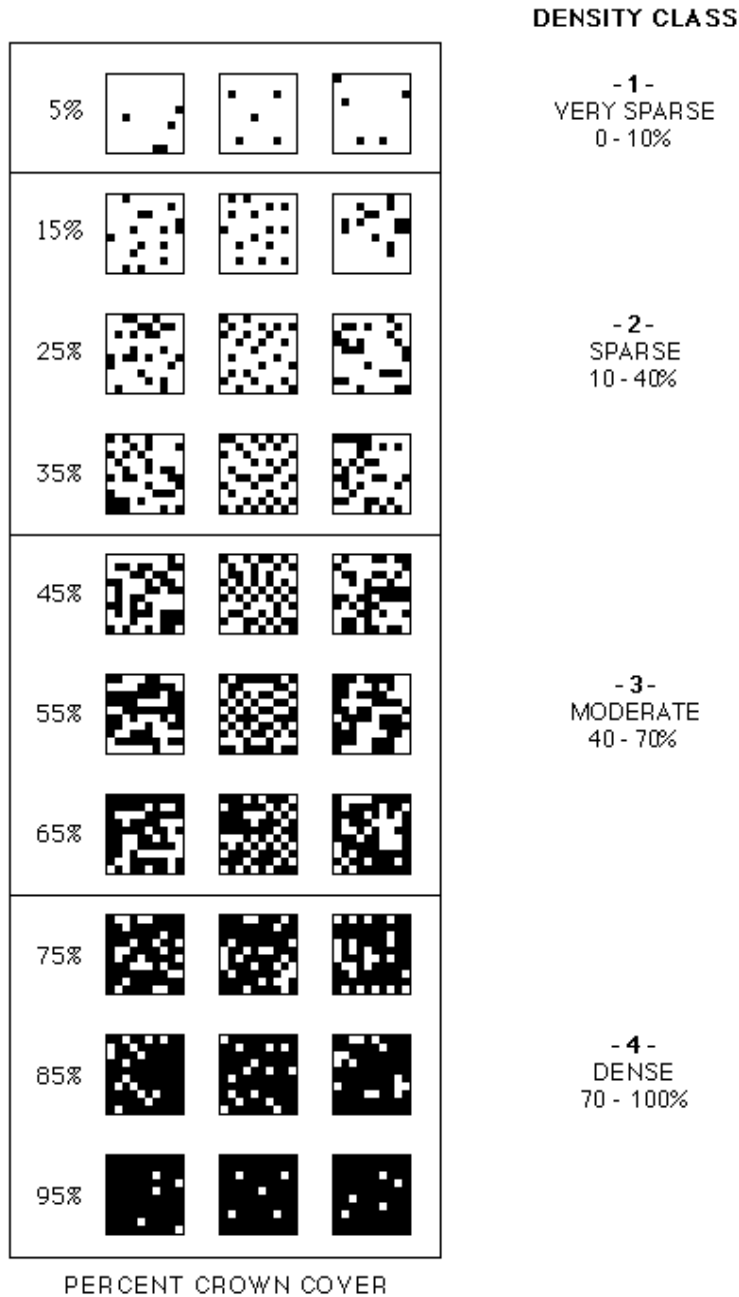 DENSITY CLASS
5%
-1-
VERY SPARSE
0 - 10%
15%
25%
-2-
SPARSE
10 - 40%
35%
45%
55%
-3-
MODERATE
40 - 70%
65%
75%
85%
-4-
DENSE
70 - 100%
95%
PERCENT CROWN COVER